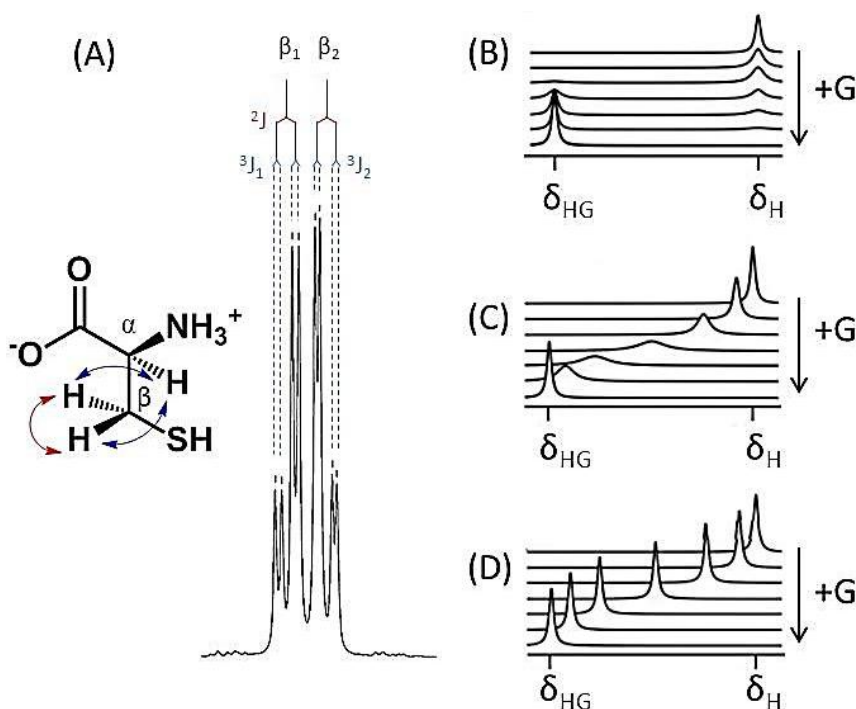 (A)
β₁ β₂
²J
³J₁ ³J₂
O
⁻O
α
NH₃⁺
H
H
β
H
SH
(B)
+G
δHG δH
(C)
+G
δHG δH
(D)
+G
δHG δH